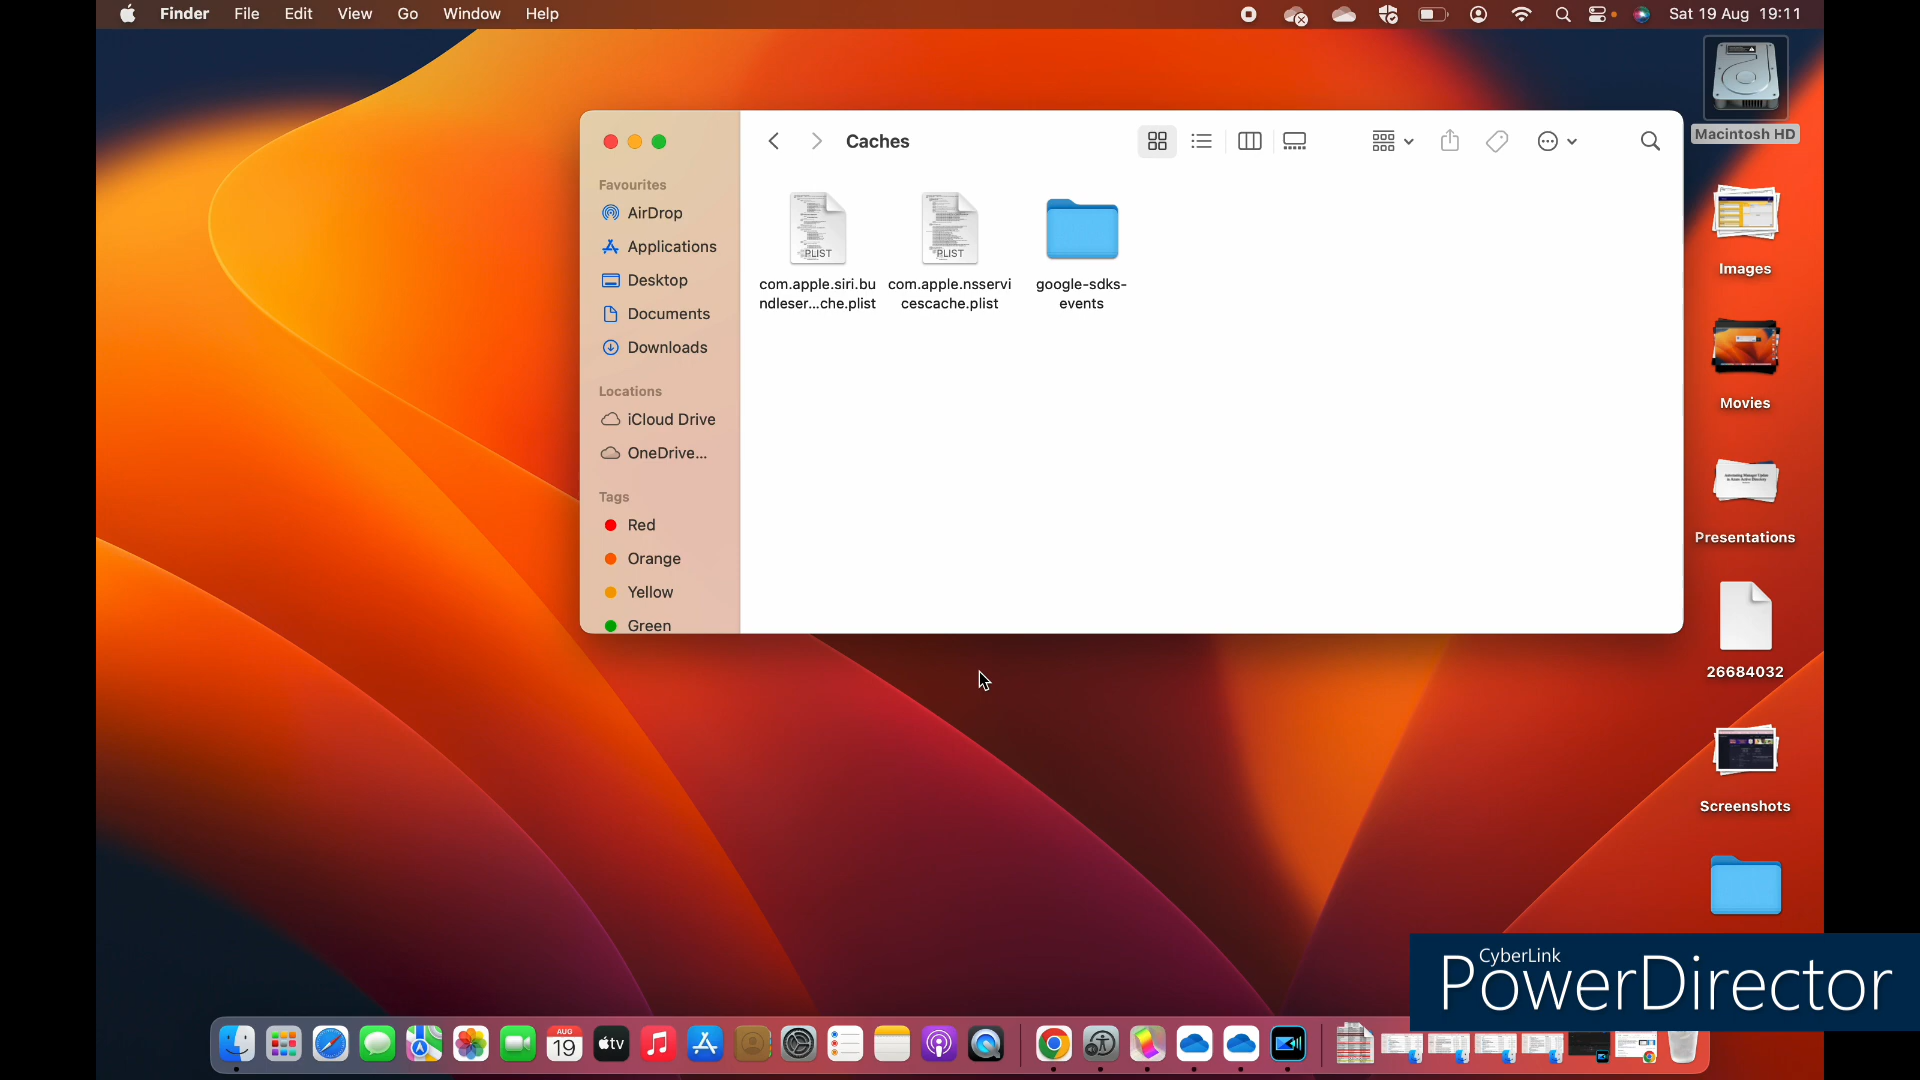 Finder File Edit View Go Window Help
Sat 19 Aug 19:11
Macintosh HD
Caches
Favourites
AirDrop
Applications
Desktop
Documents
Downloads
Locations
iCloud Drive
OneDrive...
Tags
Red
Orange
Yellow
Green
PLIST
com.apple.siri.bu
ndleser...che.plist
PLIST
com.apple.nsservi
cescache.plist
google-sdks-
events
Images
Movies
Presentations
26684032
Screenshots
CyberLink
PowerDirector
AUG
19
tv